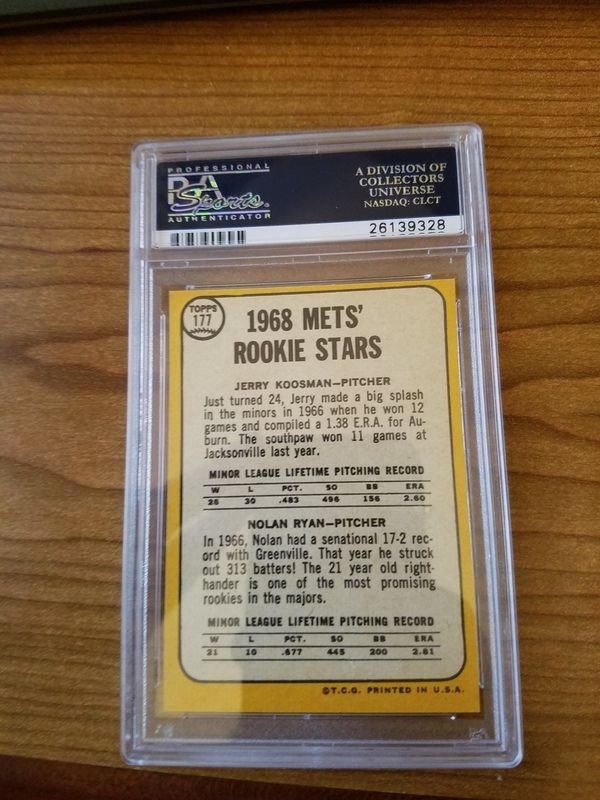 PROFESSIONAL
PSA
Sports.
AUTHENTICATOR
A DIVISION OF
COLLECTORS
UNIVERSE
NASDAQ: CLCT
26139328
TOPPS
177
1968 METS'
ROOKIE STARS
JERRY KOOSMAN—PITCHER
Just turned 24, Jerry made a big splash
in the minors in 1966 when he won 12
games and compiled a 1.38 E.R.A. for Au-
burn. The southpaw won 11 games at
Jacksonville last year.
MINOR LEAGUE LIFETIME PITCHING RECORD
W L PCT. SO BB ERA
28 30 .483 496 156 2.60
NOLAN RYAN—PITCHER
In 1966, Nolan had a senational 17-2 rec-
ord with Greenville. That year he struck
out 313 batters! The 21 year old right-
hander is one of the most promising
rookies in the majors.
MINOR LEAGUE LIFETIME PITCHING RECORD
W L PCT. SO BB ERA
21 10 .677 445 200 2.61
©T.C.G. PRINTED IN U.S.A.